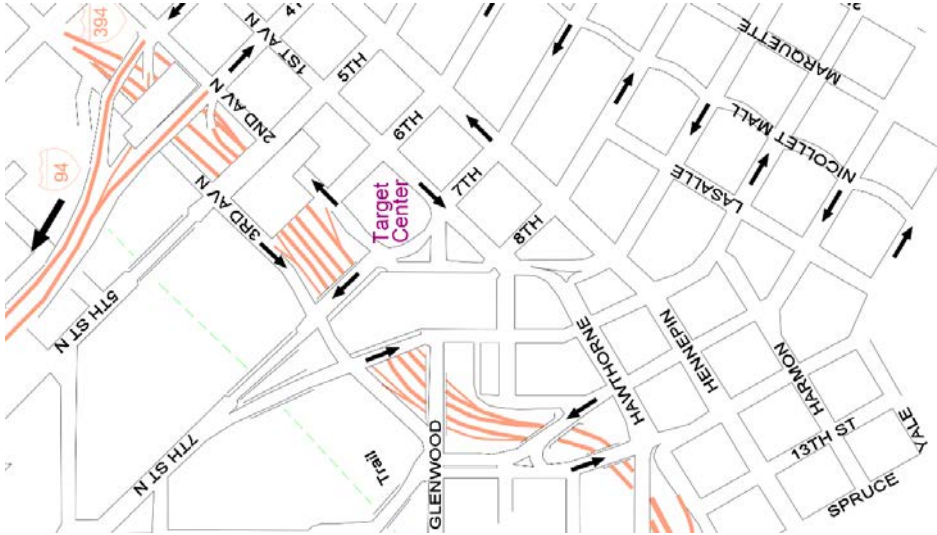 394
1ST AV N
MARQUETTE
5TH
2ND AV N
6TH
NICOLLET MALL
94
7TH
LASALLE
3RD AV N
Target
Center
8TH
5TH ST N
HAWTHORNE
HENNEPIN
HARMON
7TH ST N
Trail
GLENWOOD
13TH ST
YALE
SPRUCE